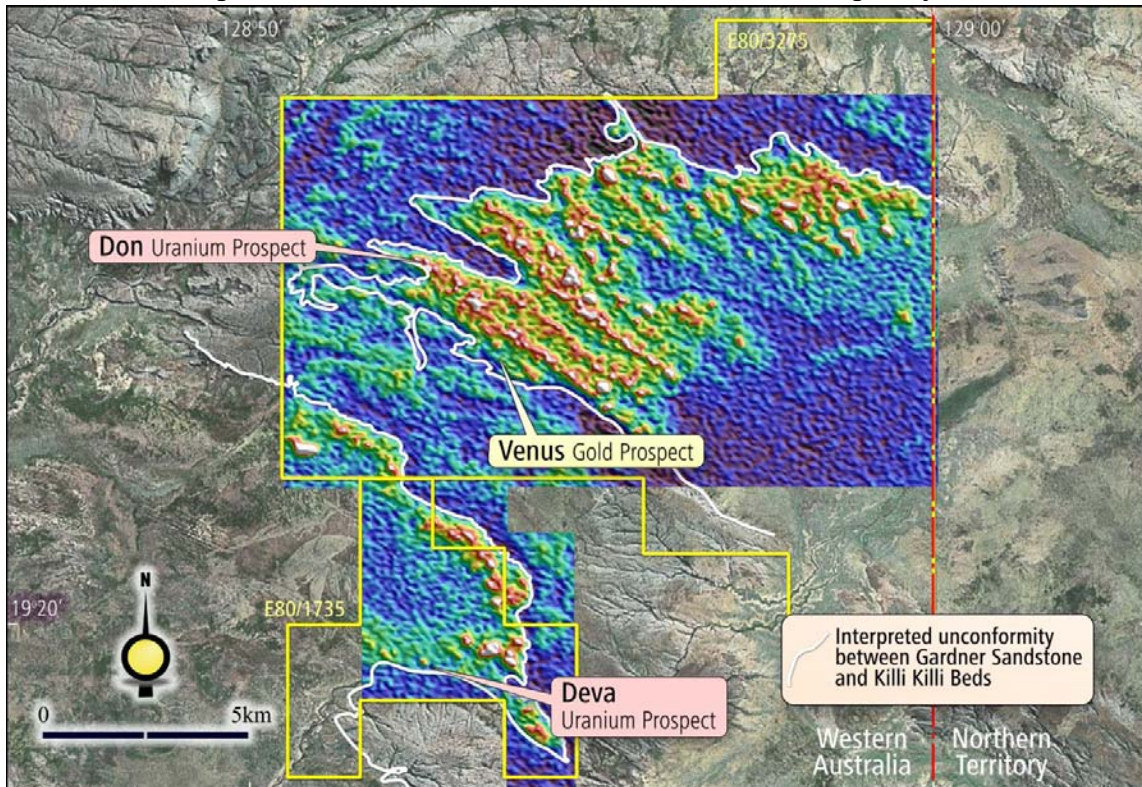 128°50'
E80/3275
129°00'
Don Uranium Prospect
Venus Gold Prospect
N
19°20'
E80/1735
0 5km
Deva
Uranium Prospect
Interpreted unconformity
between Gardner Sandstone
and Killi Killi Beds
Western
Australia
Northern
Territory